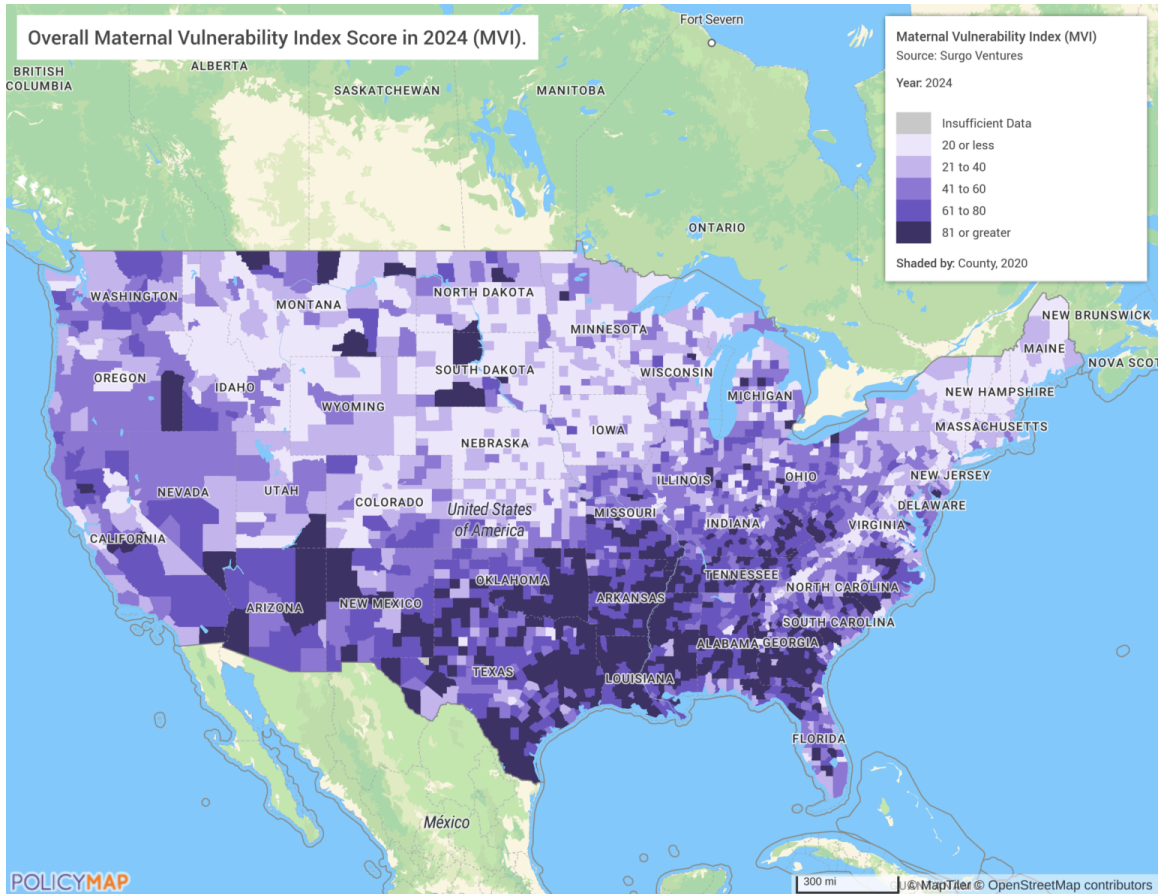 Overall Maternal Vulnerability Index Score in 2024 (MVI).
Fort Severn
Maternal Vulnerability Index (MVI)
Source: Surgo Ventures
Year: 2024
Insufficient Data
20 or less
21 to 40
41 to 60
61 to 80
81 or greater
Shaded by: County, 2020
BRITISH
COLUMBIA
ALBERTA
SASKATCHEWAN
MANITOBA
ONTARIO
WASHINGTON
MONTANA
NORTH DAKOTA
MINNESOTA
NEW BRUNSWICK
MAINE
NOVA SCOT
OREGON
IDAHO
SOUTH DAKOTA
WISCONSIN
MICHIGAN
NEW HAMPSHIRE
WYOMING
MASSACHUSETTS
NEBRASKA
IOWA
NEVADA
UTAH
COLORADO
ILLINOIS
OHIO
NEW JERSEY
United States
of America
MISSOURI
INDIANA
DELAWARE
VIRGINIA
CALIFORNIA
OKLAHOMA
TENNESSEE
NORTH CAROLINA
ARIZONA
NEW MEXICO
ARKANSAS
SOUTH CAROLINA
ALABAMA
GEORGIA
TEXAS
LOUISIANA
FLORIDA
México
POLICYMAP
300 mi
© MapTiler © OpenStreetMap contributors